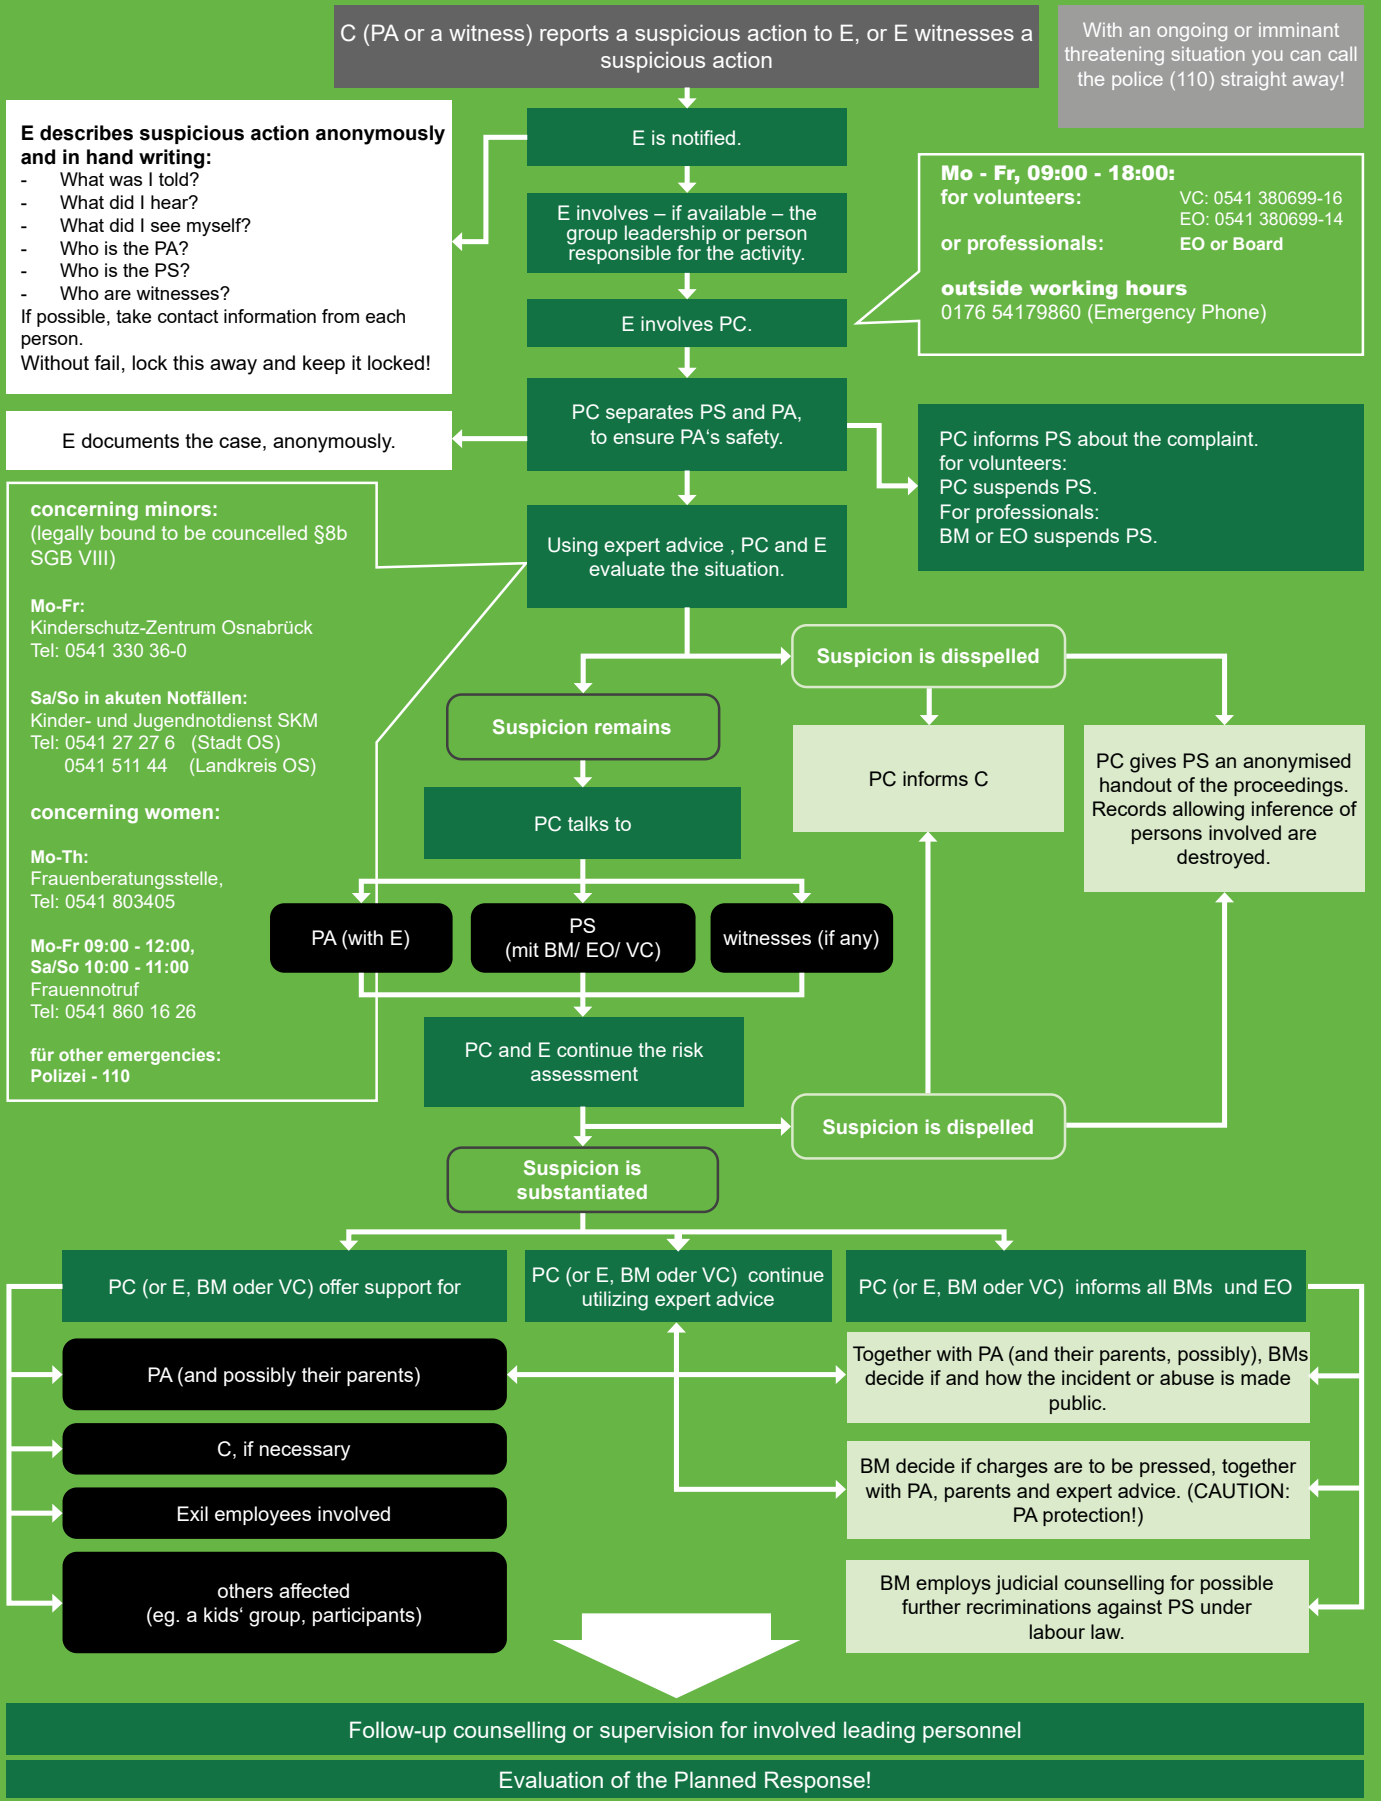 C (PA or a witness) reports a suspicious action to E, or E witnesses a
suspicious action
With an ongoing or imminant
threatening situation you can call
the police (110) straight away!
E is notified.
E describes suspicious action anonymously
and in hand writing:
- What was I told?
- What did I hear?
- What did I see myself?
- Who is the PA?
- Who is the PS?
- Who are witnesses?
If possible, take contact information from each
person.
Without fail, lock this away and keep it locked!
E involves – if available – the
group leadership or person
responsible for the activity.
Mo - Fr, 09:00 - 18:00:
for volunteers: VC: 0541 380699-16
EO: 0541 380699-14
or professionals: EO or Board
outside working hours
0176 54179860 (Emergency Phone)
E involves PC.
PC separates PS and PA,
to ensure PA‘s safety.
E documents the case, anonymously.
PC informs PS about the complaint.
for volunteers:
PC suspends PS.
For professionals:
BM or EO suspends PS.
Using expert advice , PC and E
evaluate the situation.
concerning minors:
(legally bound to be councelled §8b
SGB VIII)
Mo-Fr:
Kinderschutz-Zentrum Osnabrück
Tel: 0541 330 36-0
Sa/So in akuten Notfällen:
Kinder- und Jugendnotdienst SKM
Tel: 0541 27 27 6 (Stadt OS)
0541 511 44 (Landkreis OS)
concerning women:
Mo-Th:
Frauenberatungsstelle,
Tel: 0541 803405
Mo-Fr 09:00 - 12:00,
Sa/So 10:00 - 11:00
Frauennotruf
Tel: 0541 860 16 26
für other emergencies:
Polizei - 110
Suspicion is disspelled
Suspicion remains
PC informs C
PC gives PS an anonymised
handout of the proceedings.
Records allowing inference of
persons involved are
destroyed.
PC talks to
PA (with E)
PS
(mit BM/ EO/ VC)
witnesses (if any)
PC and E continue the risk
assessment
Suspicion is dispelled
Suspicion is
substantiated
PC (or E, BM oder VC) offer support for
PC (or E, BM oder VC) continue
utilizing expert advice
PC (or E, BM oder VC) informs all BMs und EO
PA (and possibly their parents)
C, if necessary
Exil employees involved
others affected
(eg. a kids‘ group, participants)
Together with PA (and their parents, possibly), BMs
decide if and how the incident or abuse is made
public.
BM decide if charges are to be pressed, together
with PA, parents and expert advice. (CAUTION:
PA protection!)
BM employs judicial counselling for possible
further recriminations against PS under
labour law.
Follow-up counselling or supervision for involved leading personnel
Evaluation of the Planned Response!